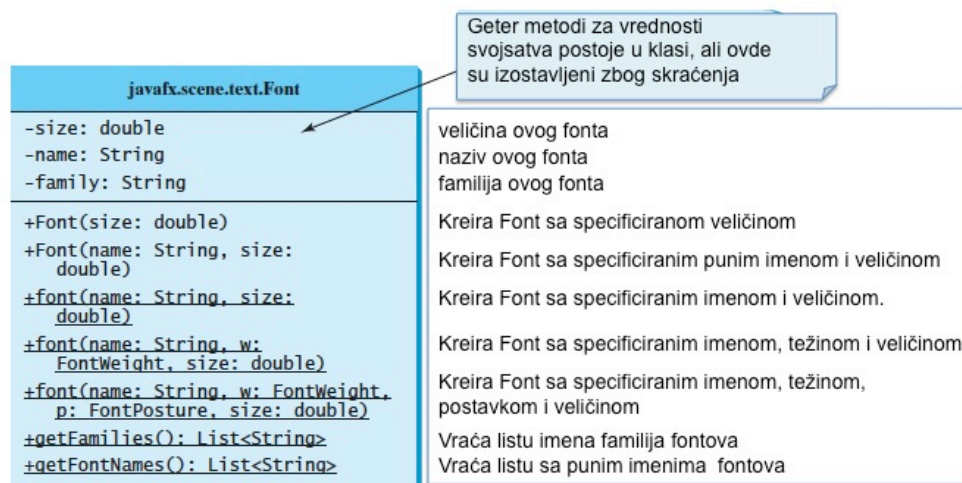 Geter metodi za vrednosti
svojsatva postoje u klasi, ali ovde
su izostavljeni zbog skraćenja
javafx.scene.text.Font
-size: double
veličina ovog fonta
-name: String
naziv ovog fonta
-family: String
familija ovog fonta
+Font(size: double)
Kreira Font sa specificiranom veličinom
+Font(name: String, size:
double)
Kreira Font sa specificiranim punim imenom i veličinom
+font(name: String, size:
double)
Kreira Font sa specificiranim imenom i veličinom.
+font(name: String, w:
FontWeight, size: double)
Kreira Font sa specificiranim imenom, težinom i veličinom
+font(name: String, w: FontWeight,
p: FontPosture, size: double)
Kreira Font sa specificiranim imenom, težinom,
postavkom i veličinom
+getFamilies(): List<String>
Vraća listu imena familija fontova
+getFontNames(): List<String>
Vraća listu sa punim imenima fontova